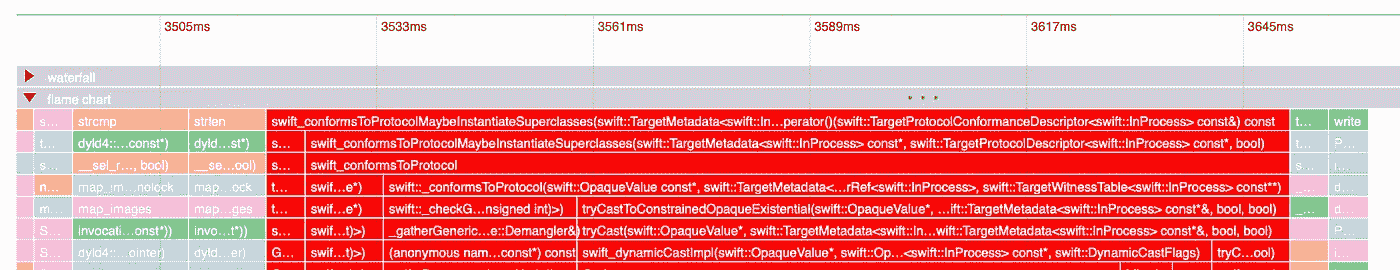 3505ms 3533ms 3561ms 3589ms 3617ms 3645ms
waterfall
flame chart
s... strcmp strlen swift_conformsToProtocolMaybeInstantiateSuperclasses(swift::TargetMetadata<swift::In...perator()(swift::TargetProtocolConformanceDescriptor<swift::InProcess> const&) const t... write
t... dyld4::...const*) dyld...st*) s... swift_conformsToProtocolMaybeInstantiateSuperclasses(swift::TargetMetadata<swift::InProcess> const*, swift::TargetProtocolDescriptor<swift::InProcess> const*, bool) t... P...
s... __sel_r..., bool) __se...ool) s... swift_conformsToProtocol s... i...
n... map_im...nolock map...ock t... swif...e*) swift::_conformsToProtocol(swift::OpaqueValue const*, swift::TargetMetadata<...rRef<swift::InProcess>, swift::TargetWitnessTable<swift::InProcess> const**) _... d...
m... map_images map...ges t... swif...e*) swift::_checkG...nsigned int)>) tryCastToConstrainedOpaqueExistential(swift::OpaqueValue*, ...ift::TargetMetadata<swift::InProcess> const*&, bool, bool) _... d...
S... invocati...onst*)) invo...t*)) s... swif...t)>) _gatherGeneric...e::Demangler&) tryCast(swift::OpaqueValue*, swift::TargetMetadata<swift::In...wift::TargetMetadata<swift::InProcess> const*&, bool, bool) P...
S... dyld4::...ointer) dyld...er) G... swif...t)>) (anonymous nam...const*) const swift_dynamicCastImpl(swift::OpaqueValue*, swift::Op...<swift::InProcess> const*, swift::DynamicCastFlags) tryC...ool) i...